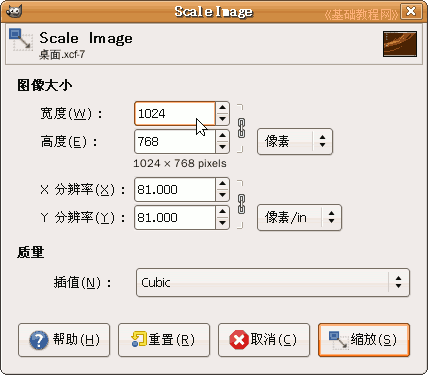 Scale Image
《基础教程网》
Scale Image
桌面.xcf-7
图像大小
宽度(W)： 1024
高度(E)： 768 像素
1024 × 768 pixels
X 分辨率(X)： 81.000
Y 分辨率(Y)： 81.000 像素/in
质量
插值(N)： Cubic
帮助(H) 重置(R) 取消(C) 缩放(S)